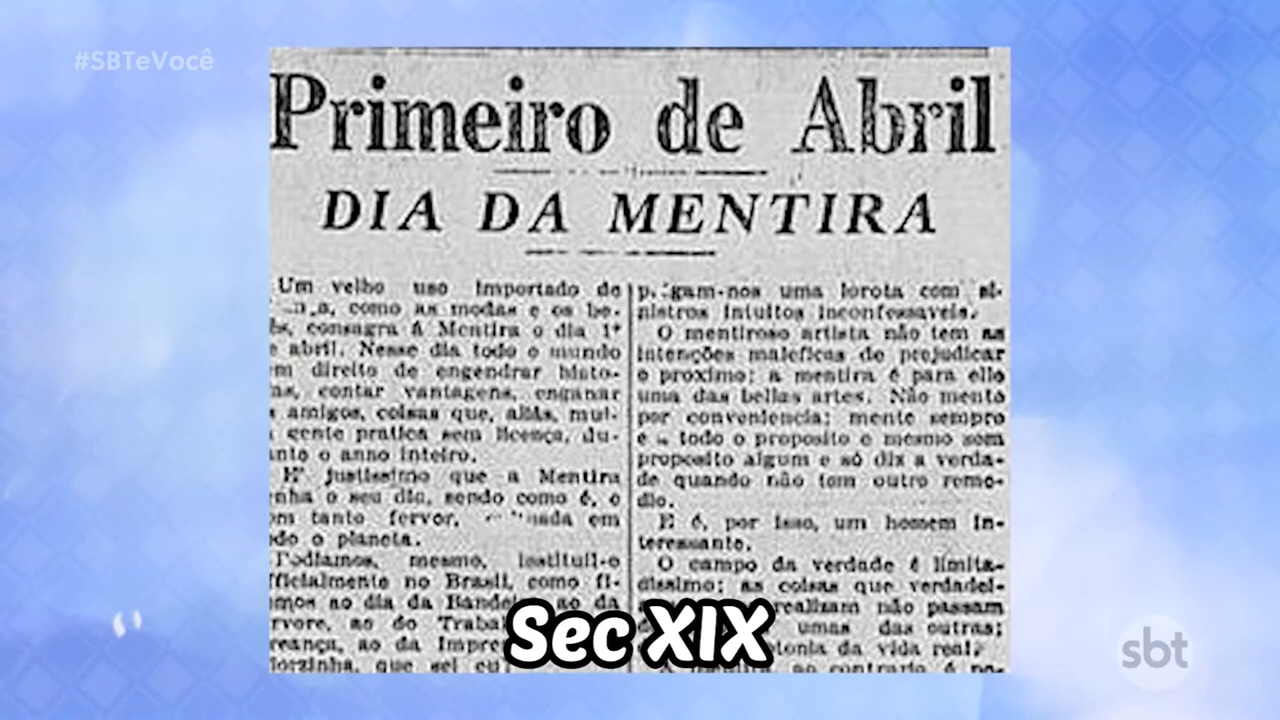 #SBTeVocê
Primeiro de Abril
DIA DA MENTIRA
Um velho uso importado de
como as modas e os be-
consagra á Mentira o dia 1º
abril. Nesse dia todo o mundo
direito de engendrar histo-
contar vantagens, enganar
amigos, coisas que, aliás, mui-
gente pratica sem licença, du-
o anno inteiro.
E' justissimo que a Mentira
o seu dia, sendo como é, e
tanto fervor, em
o planeta.
Podiamos, mesmo, instituil-o
no Brasil, como fi-
ao dia da ao da
ao do
ao da
que
pregam-nos uma lorota com si-
nistros intuitos inconfessaveis.
O mentiroso artista não tem as
intenções maleficas de prejudicar
o proximo; a mentira é para elle
uma das bellas artes. Não mente
por conveniencia; mente sempre
todo o proposito e mesmo sem
proposito algum e só diz a verda-
de quando não tem outro reme-
dio.
E é, por isso, um homem in-
teressante.
O campo da verdade é limita-
dissimo; as coisas que verdadei-
realizam não passam
umas das outras;
da vida real;
ao contrario é
Sec XIX
sbt